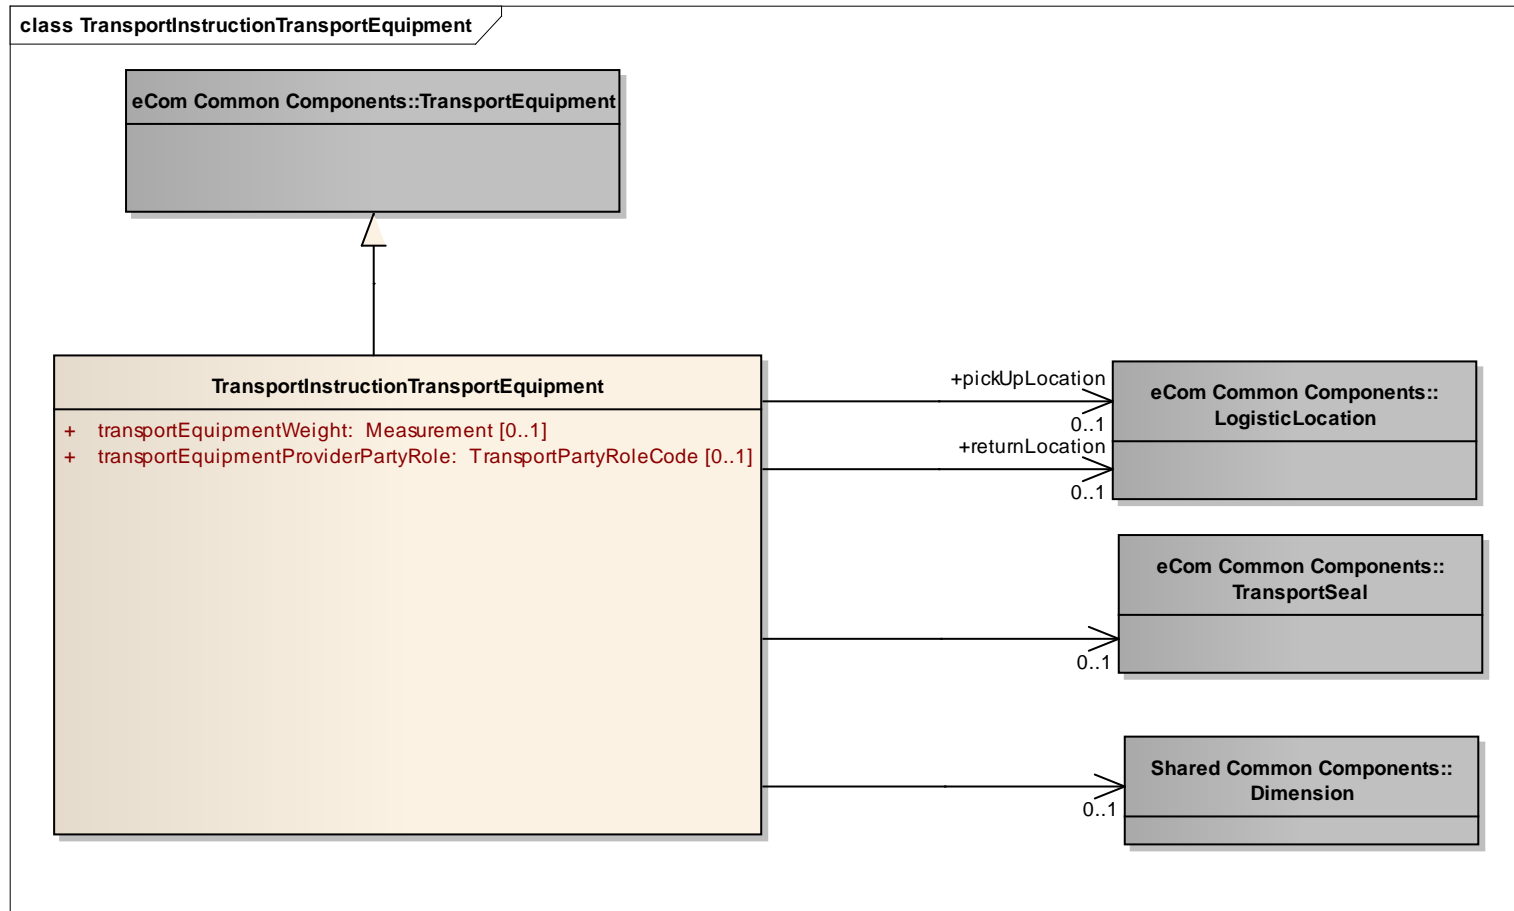 class TransportInstructionTransportEquipment
eCom Common Components::TransportEquipment
TransportInstructionTransportEquipment
+ transportEquipmentWeight: Measurement [0..1]
+ transportEquipmentProviderPartyRole: TransportPartyRoleCode [0..1]
+pickUpLocation
0..1
+returnLocation
0..1
eCom Common Components::
LogisticLocation
eCom Common Components::
TransportSeal
0..1
Shared Common Components::
Dimension
0..1